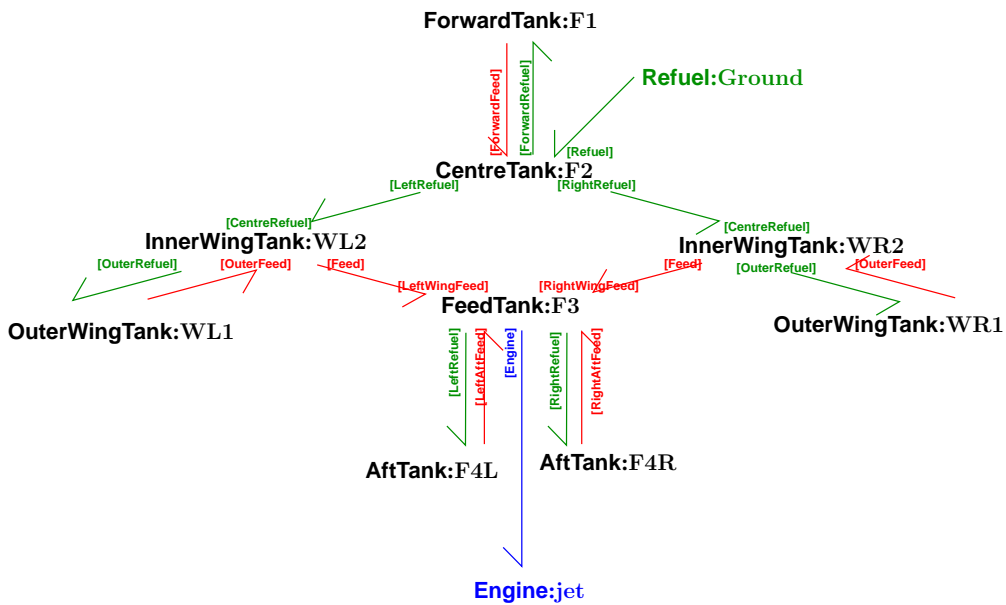 ForwardTank:F1
[ForwardFeed]
[ForwardRefuel]
Refuel:Ground
[Refuel]
CentreTank:F2
[LeftRefuel]
[RightRefuel]
[CentreRefuel]
[CentreRefuel]
InnerWingTank:WL2
InnerWingTank:WR2
[OuterRefuel]
[OuterFeed]
[Feed]
[Feed]
[OuterRefuel]
[OuterFeed]
[LeftWingFeed]
[RightWingFeed]
FeedTank:F3
OuterWingTank:WL1
OuterWingTank:WR1
[LeftRefuel]
[LeftAftFeed]
[Engine]
[RightRefuel]
[RightAftFeed]
AftTank:F4L
AftTank:F4R
Engine:jet